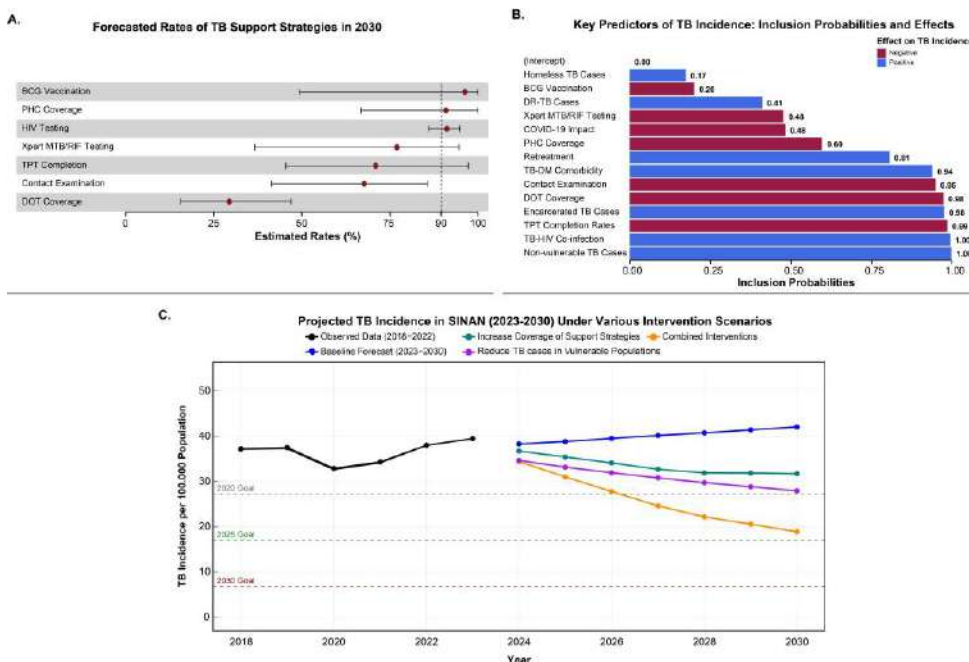 A.
Forecasted Rates of TB Support Strategies in 2030
BCG Vaccination
PHC Coverage
HIV Testing
Xpert MTB/RIF Testing
TPT Completion
Contact Examination
DOT Coverage
0 25 50 75 90 100
Estimated Rates (%)
B.
Key Predictors of TB Incidence: Inclusion Probabilities and Effects
Effect on TB Incidence
Negative
Positive
(Intercept) 0.00
Homeless TB Cases 0.17
BCG Vaccination 0.20
DR-TB Cases 0.41
Xpert MTB/RIF Testing 0.48
COVID-19 Impact 0.48
PHC Coverage 0.60
Retreatment 0.81
TB-DM Comorbidity 0.94
Contact Examination 0.95
DOT Coverage 0.98
Encarcerated TB Cases 0.98
TPT Completion Rates 0.99
TB-HIV Co-infection 1.00
Non-vulnerable TB Cases 1.00
0.00 0.25 0.50 0.75 1.00
Inclusion Probabilities
C.
Projected TB Incidence in SINAN (2023-2030) Under Various Intervention Scenarios
Observed Data (2018-2022) Increase Coverage of Support Strategies Combined Interventions
Baseline Forecast (2023-2030) Reduce TB cases in Vulnerable Populations
TB Incidence per 100.000 Population
50
40
30
2020 Goal
20
2025 Goal
10
2030 Goal
0
2018 2020 2022 2024 2026 2028 2030
Year